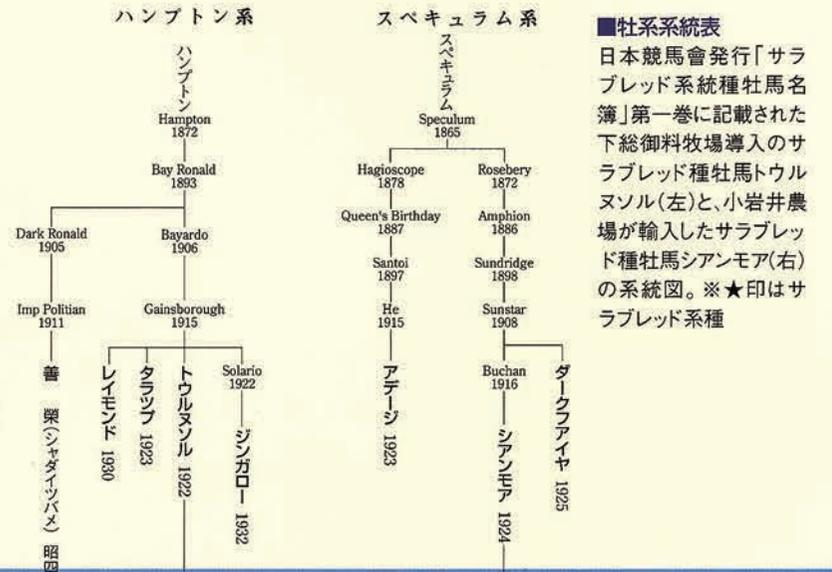 ハンプトン系
ハンプトン
Hampton
1872
Bay Ronald
1893
Dark Ronald
1905
Bayardo
1906
Imp Politian
1911
Gainsborough
1915
善 榮(シャダイツバメ) 昭四
レイモンド 1930
タラツプ 1923
トウルヌソル 1922
Solario
1922
ジンガロー 1932
スペキュラム系
スペキュラム
Speculum
1865
Hagioscope
1878
Rosebery
1872
Queen's Birthday
1887
Amphion
1886
Santoi
1897
Sundridge
1898
He
1915
Sunstar
1908
アデージ 1923
Buchan
1916
シアンモア 1924
ダークフアイヤ 1925
■牡系系統表
日本競馬會発行「サラ
ブレッド系統種牡馬名
簿」第一巻に記載された
下総御料牧場導入のサ
ラブレッド種牡馬トウル
ヌソル(左)と、小岩井農
場が輸入したサラブレッ
ド種牡馬シアンモア(右)
の系統図。※★印はサ
ラブレッド系種